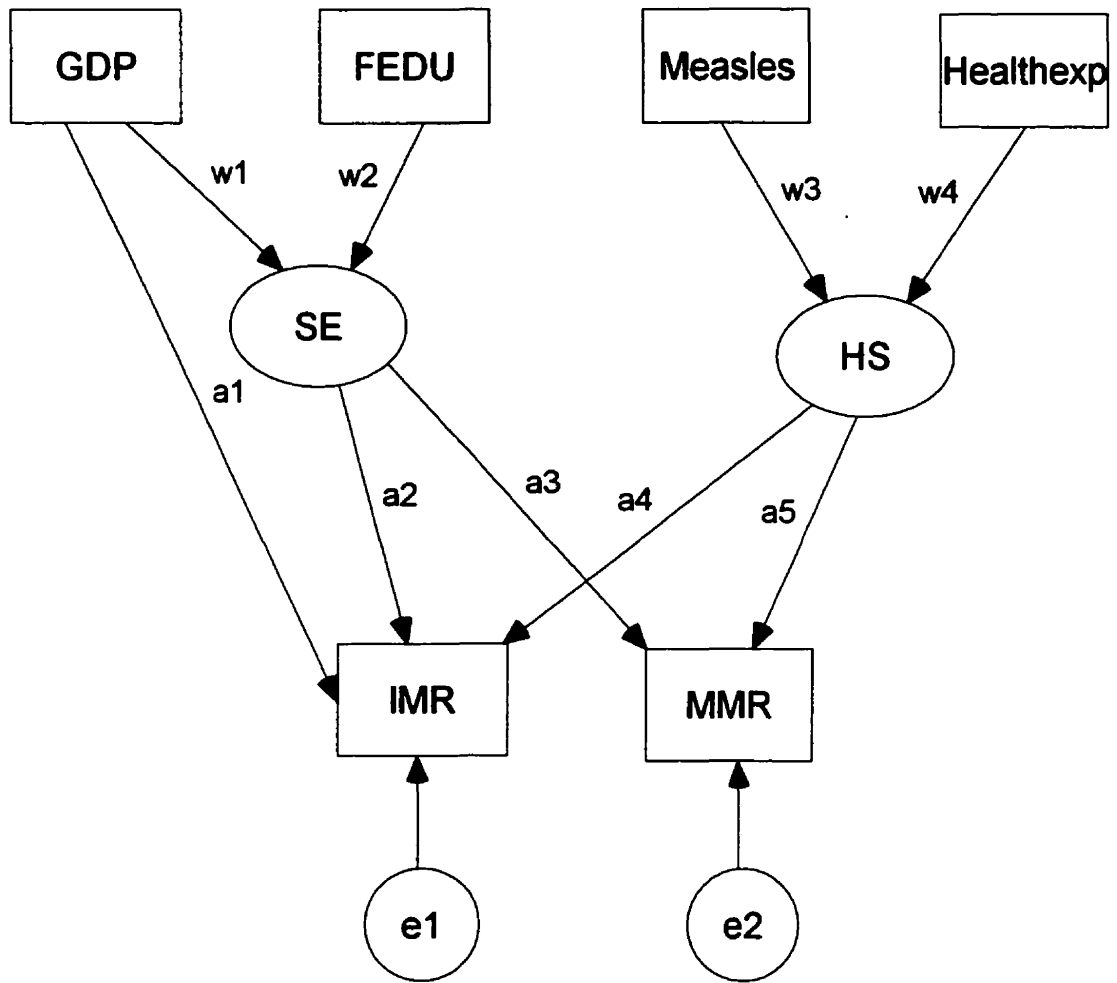 GDP
FEDU
Measles
Healthexp
w1
w2
w3
w4
SE
HS
a1
a2
a3
a4
a5
IMR
MMR
e1
e2